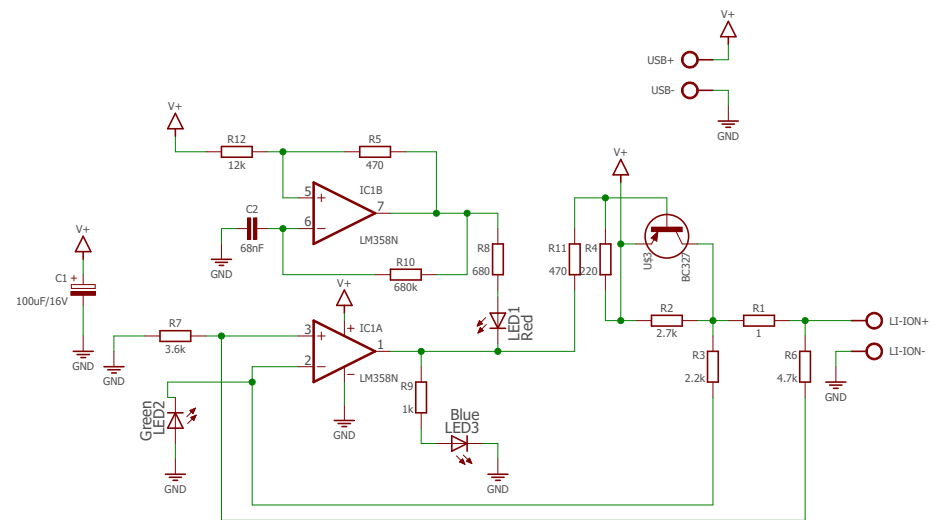 V+
USB+
USB-
GND
V+
R12
12k
R5
470
V+
IC1B
5
7
6
LM358N
C2
68nF
GND
R10
680k
R8
680
R11
470
R4
220
U$3
BC327
V+
C1
+
100uF/16V
GND
V+
LED1
Red
R7
3.6k
GND
3
IC1A
1
2
LM358N
GND
R2
2.7k
R1
1
LI-ION+
LI-ION-
R3
2.2k
R6
4.7k
GND
R9
1k
Green
LED2
GND
Blue
LED3
GND